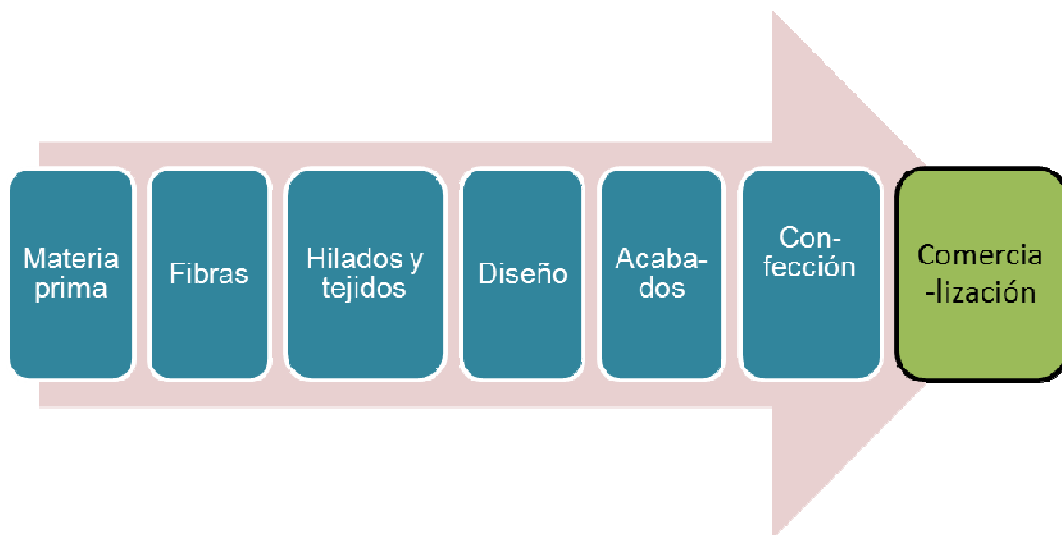 Materia
prima
Fibras
Hilados y
tejidos
Diseño
Acaba-
dos
Con-
fección
Comercia
-lización